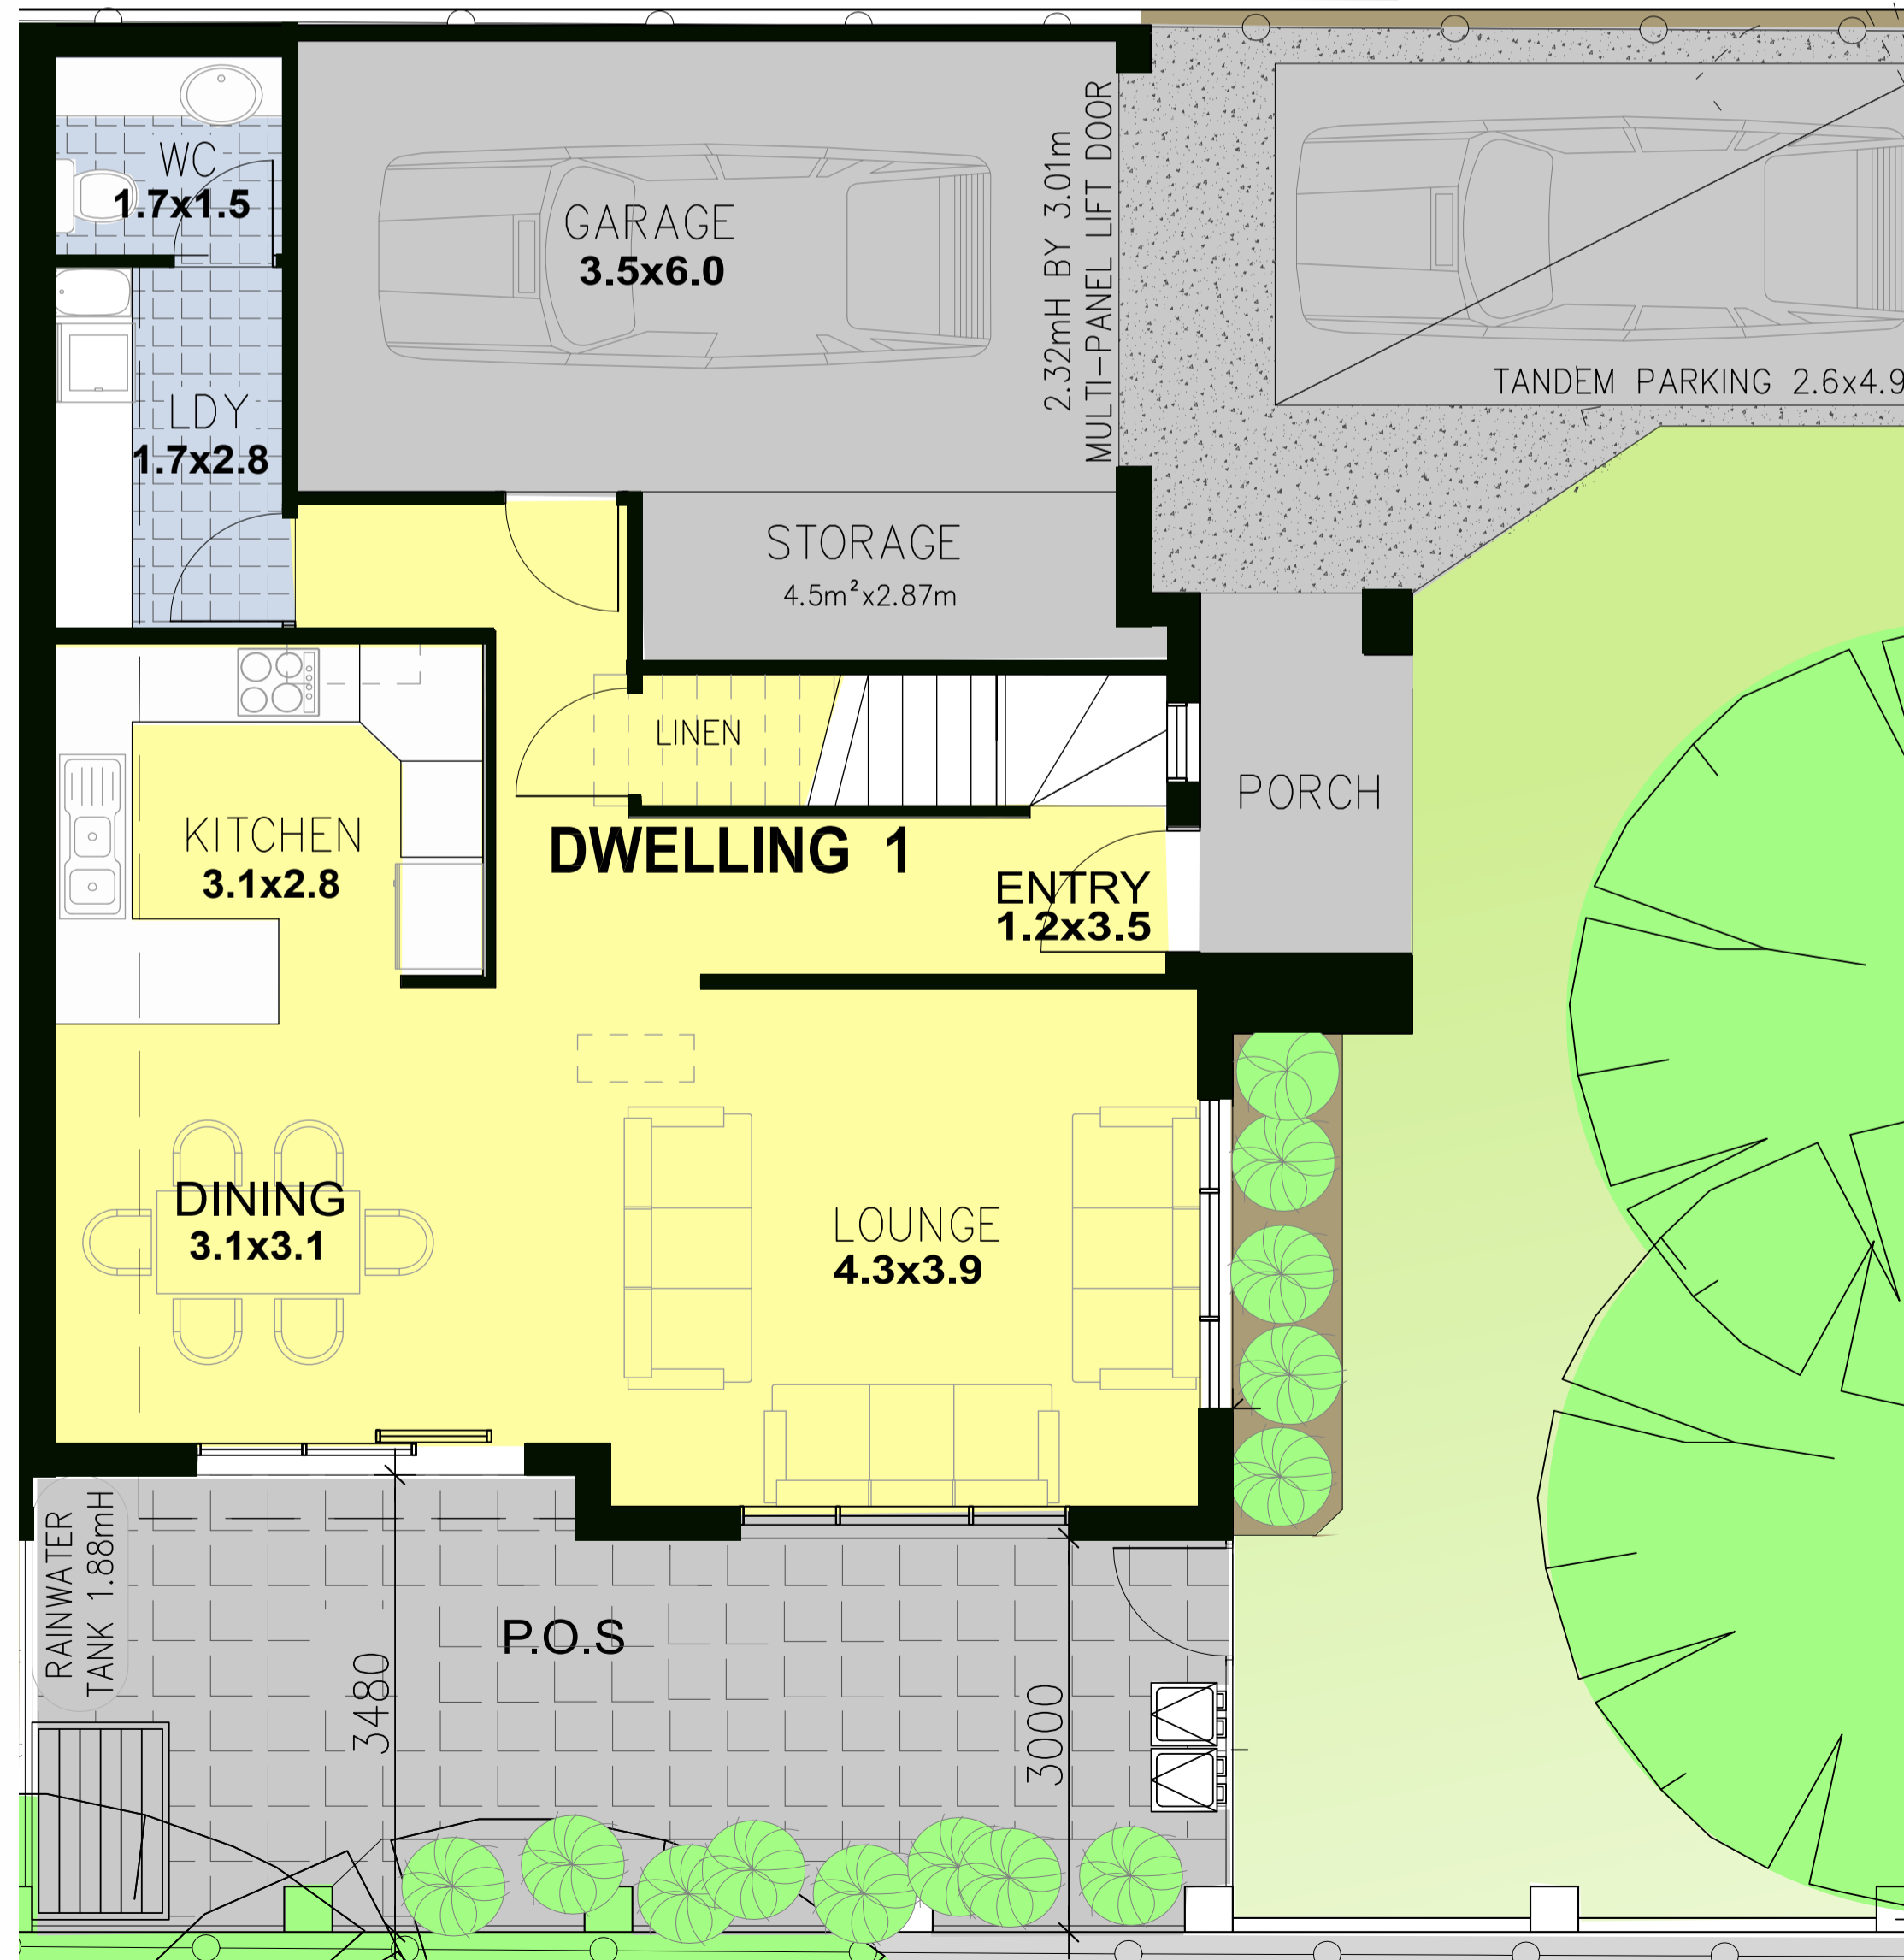 WC
1.7x1.5
GARAGE
3.5x6.0
2.32mH BY 3.01m
MULTI-PANEL LIFT DOOR
TANDEM PARKING 2.6x4.9
LDY
1.7x2.8
STORAGE
4.5m²x2.87m
LINEN
PORCH
KITCHEN
3.1x2.8
DWELLING 1
ENTRY
1.2x3.5
DINING
3.1x3.1
LOUNGE
4.3x3.9
RAINWATER
TANK 1.88mH
P.O.S
3480
3000